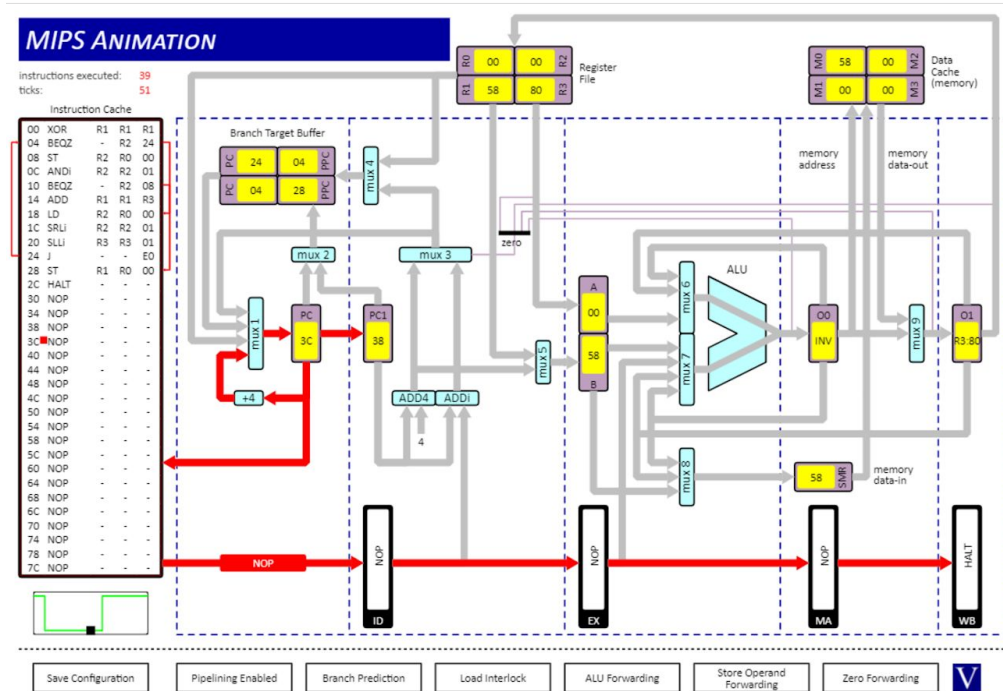 MIPS ANIMATION
instructions executed: 39
ticks: 51
Instruction Cache
00 XOR R1 R1 R1
04 BEQZ - R2 24
08 ST R2 R0 00
0C ANDi R2 R2 01
10 BEQZ - R2 08
14 ADD R1 R1 R3
18 LD R2 R0 00
1C SRLi R2 R2 01
20 SLLi R3 R3 01
24 J - - E0
28 ST R1 R0 00
2C HALT - - -
30 NOP - - -
34 NOP - - -
38 NOP - - -
3C NOP - - -
40 NOP - - -
44 NOP - - -
48 NOP - - -
4C NOP - - -
50 NOP - - -
54 NOP - - -
58 NOP - - -
5C NOP - - -
60 NOP - - -
64 NOP - - -
68 NOP - - -
6C NOP - - -
70 NOP - - -
74 NOP - - -
78 NOP - - -
7C NOP - - -
R0 00 00 R2
R1 58 80 R3
Register
File
M0 58 00 M2
M1 00 00 M3
Data
Cache
(memory)
Branch Target Buffer
PC 24 04 PPC
PC 04 28 PPC
mux 4
memory
address
memory
data-out
zero
mux 2
mux 3
mux 1
PC
3C
PC1
38
+4
ADD4
ADDi
4
mux 5
A
00
58
B
mux 6
mux 7
ALU
mux 8
O0
INV
mux 9
O1
R3:80
58
SMR
memory
data-in
NOP
NOP
ID
NOP
EX
NOP
MA
HALT
WB
Save Configuration
Pipelining Enabled
Branch Prediction
Load Interlock
ALU Forwarding
Store Operand
Forwarding
Zero Forwarding
V